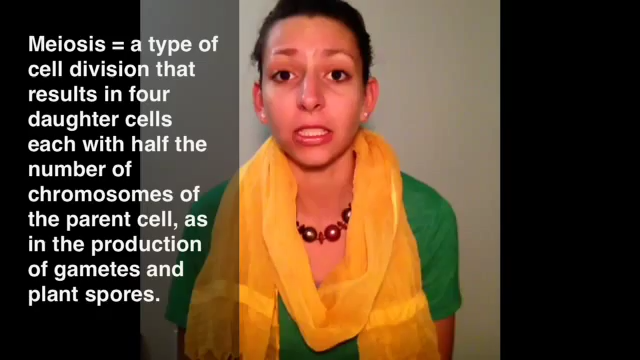 Meiosis = a type of
cell division that
results in four
daughter cells
each with half the
number of
chromosomes of
the parent cell, as
in the production
of gametes and
plant spores.